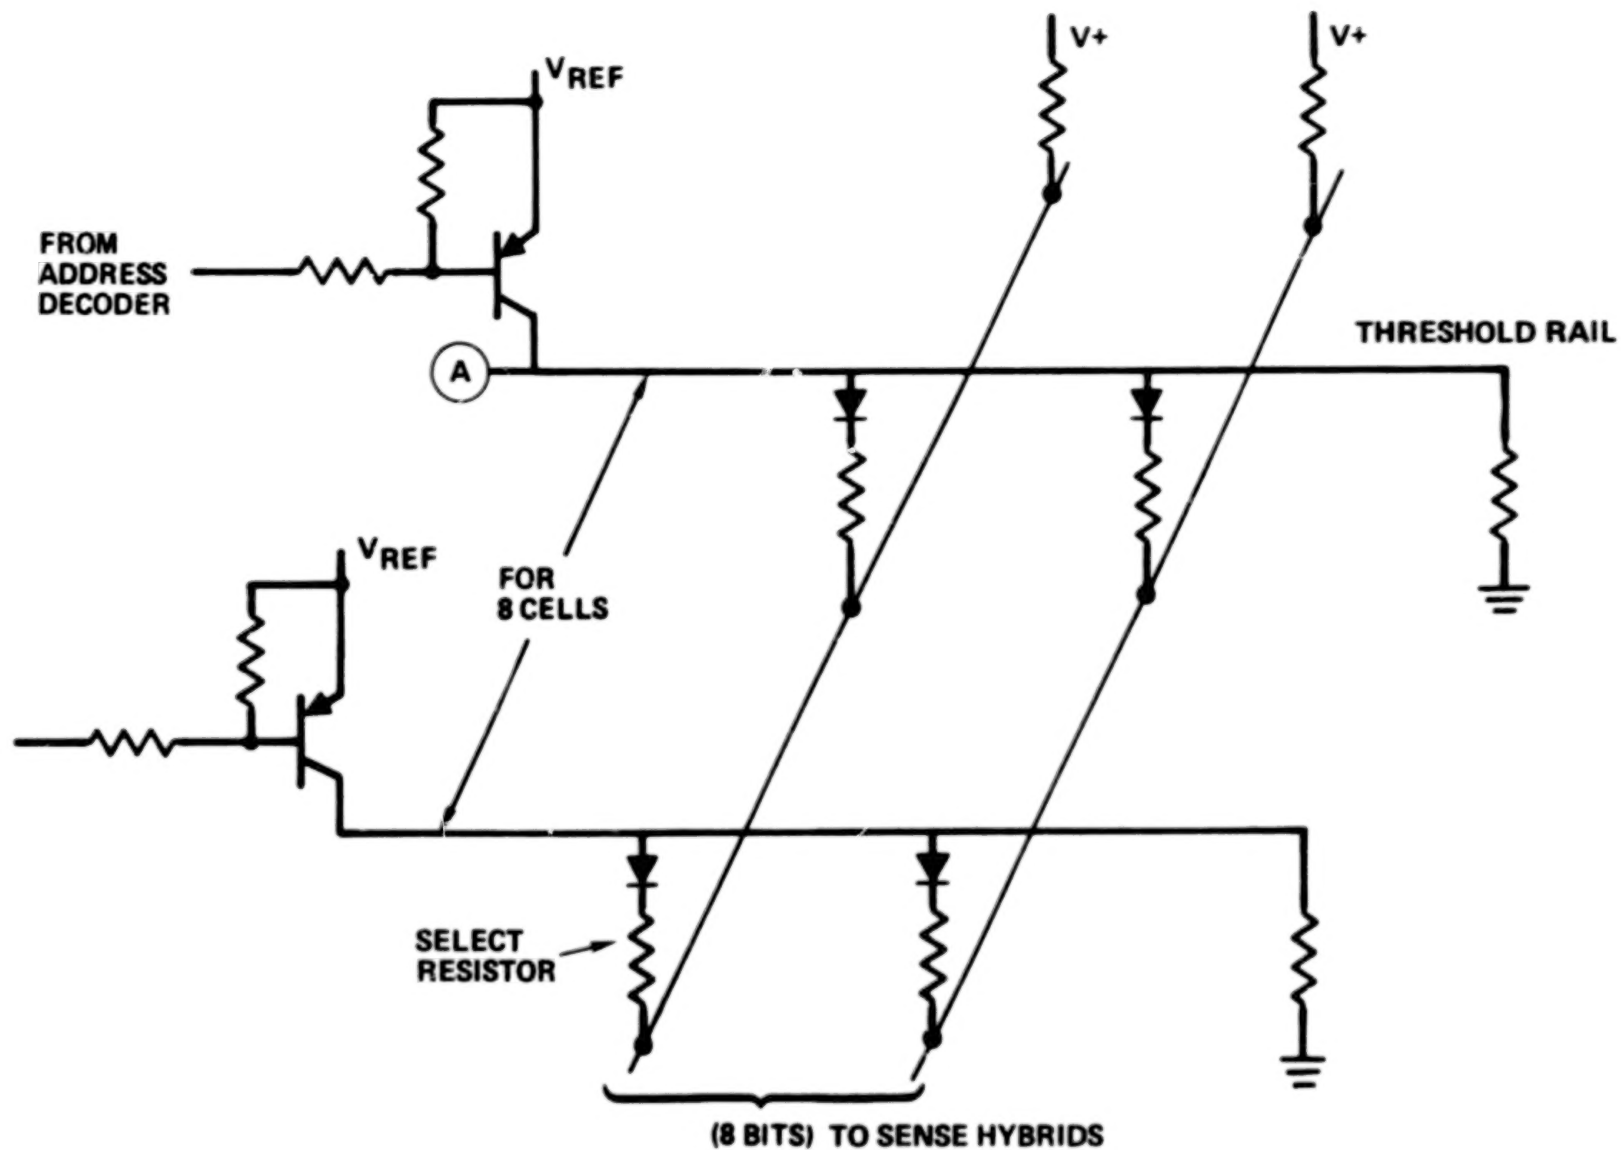 V+
V+
VREF
FROM
ADDRESS
DECODER
THRESHOLD RAIL
A
VREF
FOR
8 CELLS
SELECT
RESISTOR
(8 BITS) TO SENSE HYBRIDS